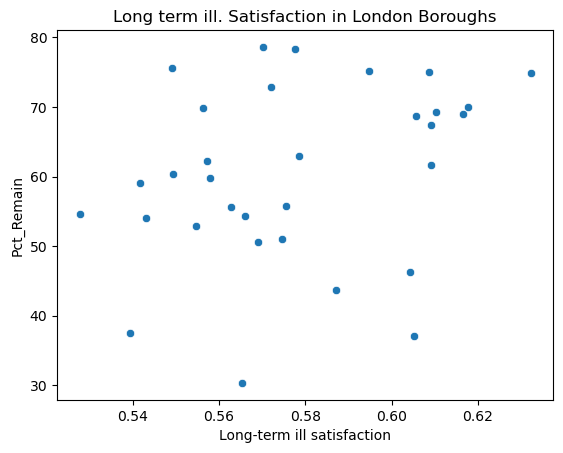 Long term ill. Satisfaction in London Boroughs
80
70
60
50
40
30
Pct_Remain
0.54 0.56 0.58 0.60 0.62
Long-term ill satisfaction